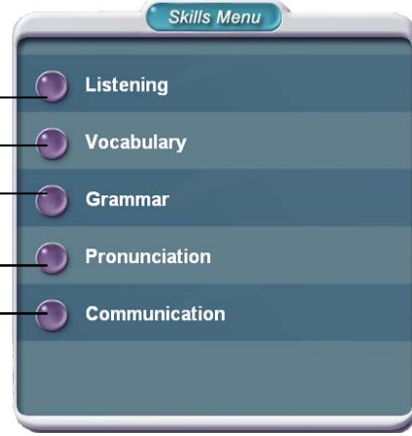 Skills Menu
Listening
Vocabulary
Grammar
Pronunciation
Communication